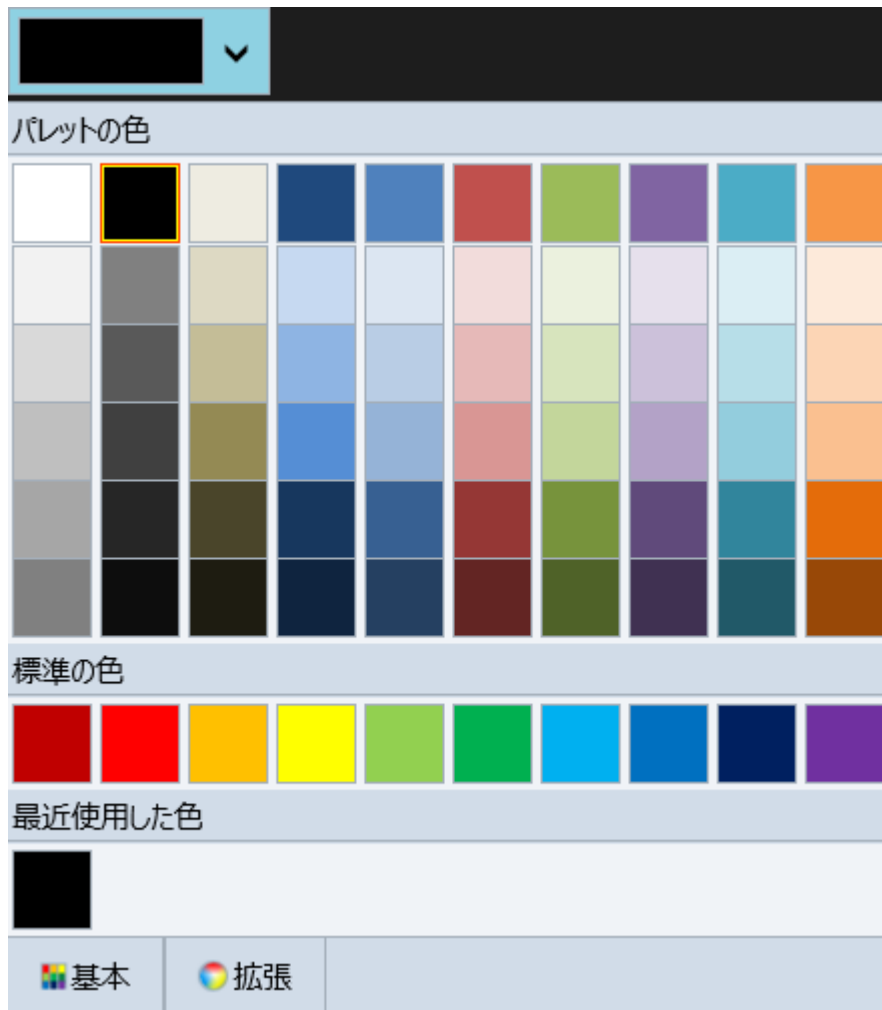 パレットの色
標準の色
最近使用した色
基本
拡張